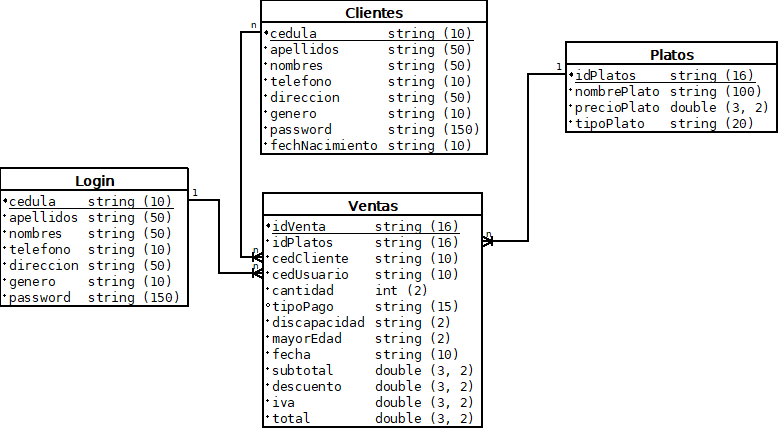 Clientes
n
cedula string (10)
apellidos string (50)
nombres string (50)
telefono string (10)
direccion string (50)
genero string (10)
password string (150)
fechNacimiento string (10)
Platos
1
idPlatos string (16)
nombrePlato string (100)
precioPlato double (3, 2)
tipoPlato string (20)
Login
1
cedula string (10)
apellidos string (50)
nombres string (50)
telefono string (10)
direccion string (50)
genero string (10)
password string (150)
Ventas
idVenta string (16)
n
idPlatos string (16)
n
cedCliente string (10)
n
cedUsuario string (10)
cantidad int (2)
tipoPago string (15)
discapacidad string (2)
mayorEdad string (2)
fecha string (10)
subtotal double (3, 2)
descuento double (3, 2)
iva double (3, 2)
total double (3, 2)